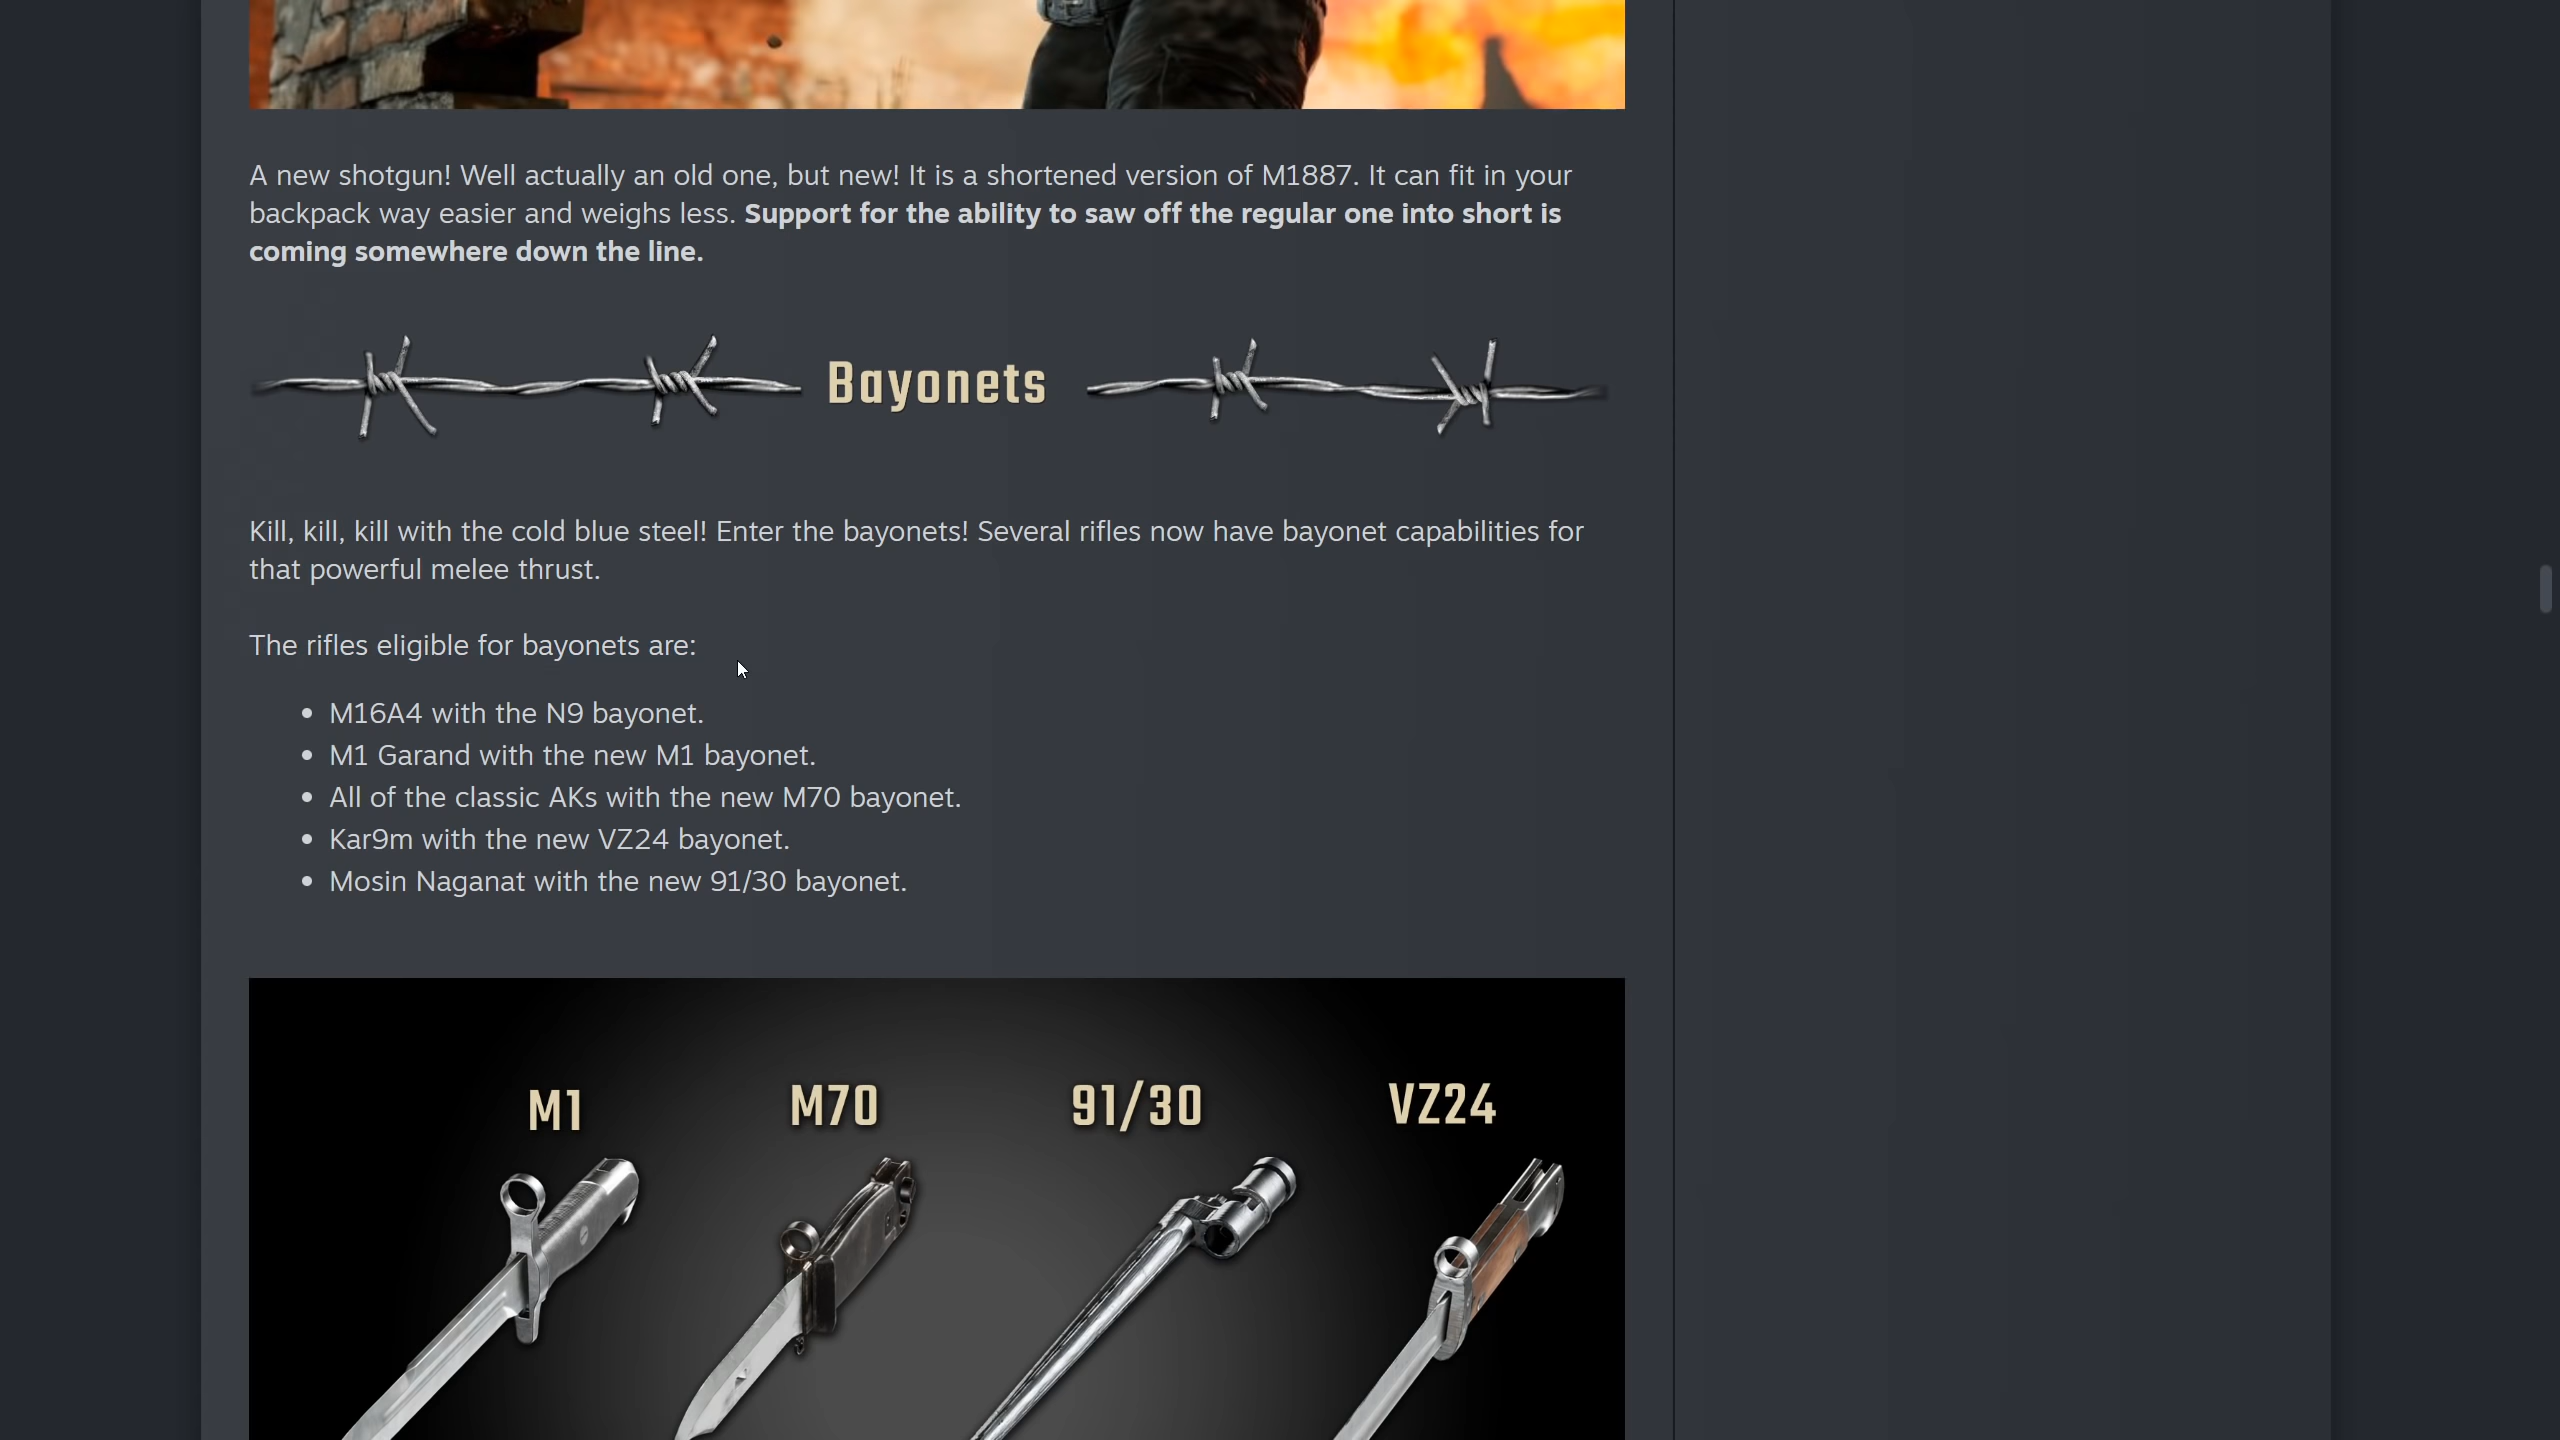 A new shotgun! Well actually an old one, but new! It is a shortened version of M1887. It can fit in your
backpack way easier and weighs less. Support for the ability to saw off the regular one into short is
coming somewhere down the line.
Bayonets
Kill, kill, kill with the cold blue steel! Enter the bayonets! Several rifles now have bayonet capabilities for
that powerful melee thrust.
The rifles eligible for bayonets are:
• M16A4 with the N9 bayonet.
• M1 Garand with the new M1 bayonet.
• All of the classic AKs with the new M70 bayonet.
• Kar9m with the new VZ24 bayonet.
• Mosin Naganat with the new 91/30 bayonet.
M1 M70 91/30 VZ24